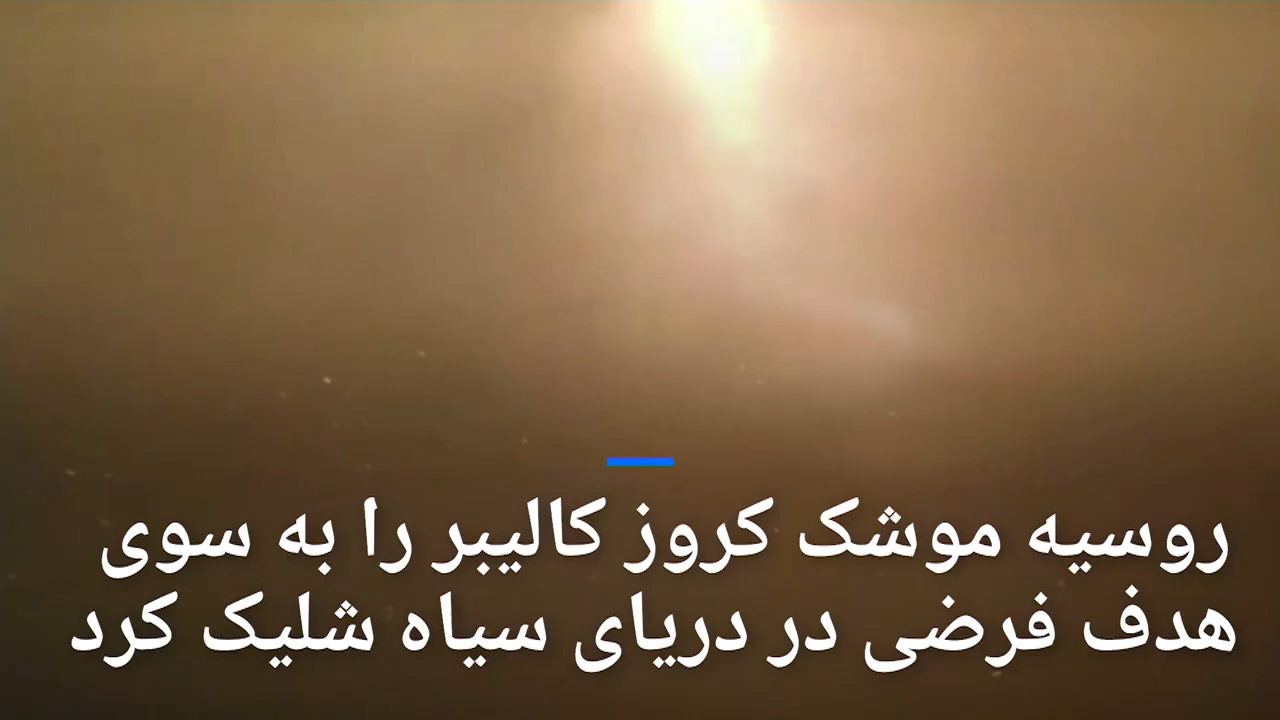 روسیه موشک کروز کالیبر را به سوی
هدف فرضی در دریای سیاه شلیک کرد